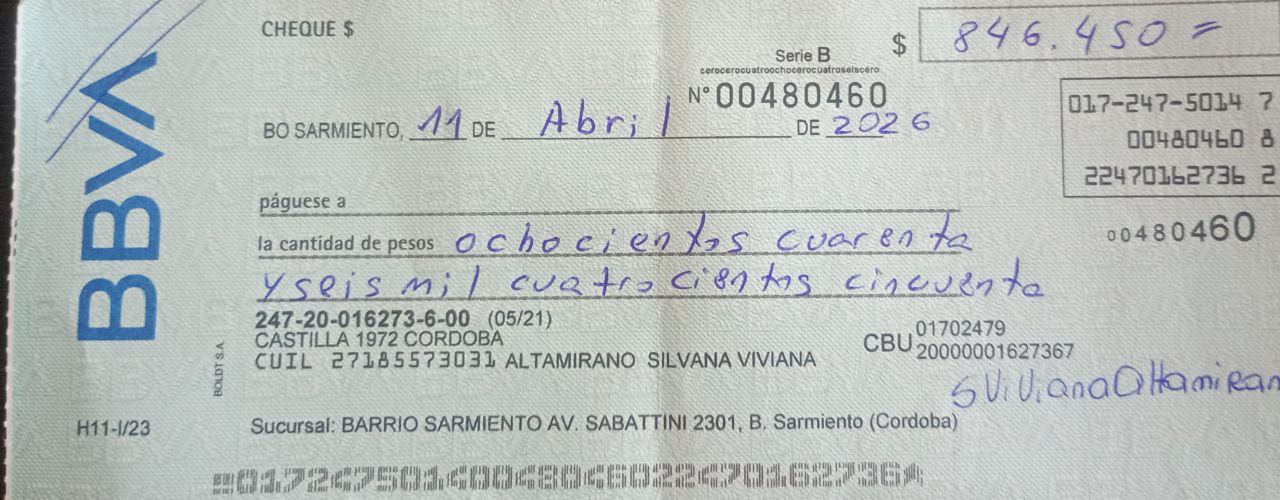 BBVA
CHEQUE $
$ 846.450 =
Serie B
cerocerocuatroochocerocuatroseiscero
N° 00480460
BO SARMIENTO, 11 DE Abril DE 2026
017-247-5014 7
00480460 8
22470162736 2
páguese a
00480460
la cantidad de pesos ochocientos cuarenta
y seis mil cuatrocientos cincuenta
247-20-016273-6-00 (05/21)
CASTILLA 1972 CORDOBA
CUIL 27185573031 ALTAMIRANO SILVANA VIVIANA
CBU 01702479
20000001627367
SViVianaAltamiran
BOLDT S.A.
H11-I/23
Sucursal: BARRIO SARMIENTO AV. SABATTINI 2301, B. Sarmiento (Cordoba)